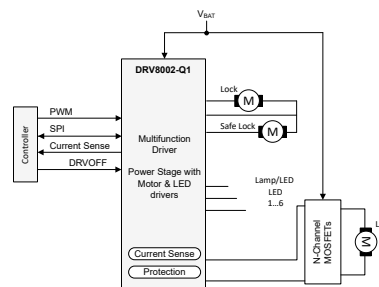 VBAT
DRV8002-Q1
Lock
M
Safe Lock
M
PWM
SPI
Current Sense
DRVOFF
Controller
Multifunction
Driver
Power Stage with
Motor & LED
drivers
Lamp/LED
LED
1...6
Current Sense
Protection
N-Channel
MOSFETs
L
M